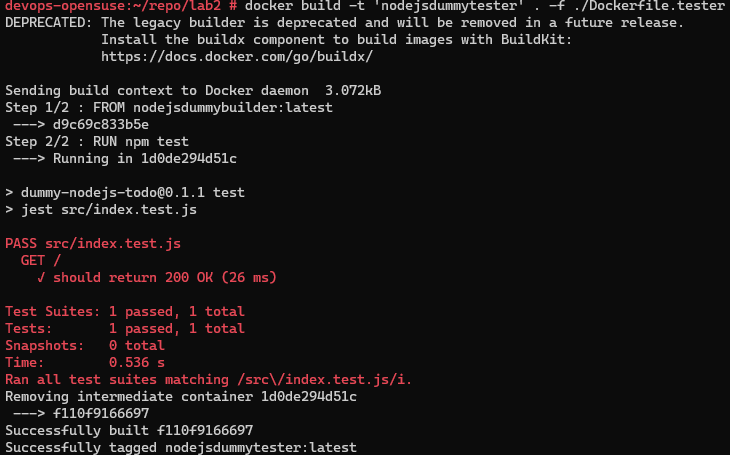 devops-opensuse:~/repo/lab2 # docker build -t 'nodejsdummytester' . -f ./Dockerfile.tester
DEPRECATED: The legacy builder is deprecated and will be removed in a future release.
            Install the buildx component to build images with BuildKit:
            https://docs.docker.com/go/buildx/

Sending build context to Docker daemon  3.072kB
Step 1/2 : FROM nodejsdummybuilder:latest
 ---> d9c69c833b5e
Step 2/2 : RUN npm test
 ---> Running in 1d0de294d51c

> dummy-nodejs-todo@0.1.1 test
> jest src/index.test.js

PASS src/index.test.js
  GET /
    √ should return 200 OK (26 ms)

Test Suites: 1 passed, 1 total
Tests:       1 passed, 1 total
Snapshots:   0 total
Time:        0.536 s
Ran all test suites matching /src\/index.test.js/i.
Removing intermediate container 1d0de294d51c
 ---> f110f9166697
Successfully built f110f9166697
Successfully tagged nodejsdummytester:latest